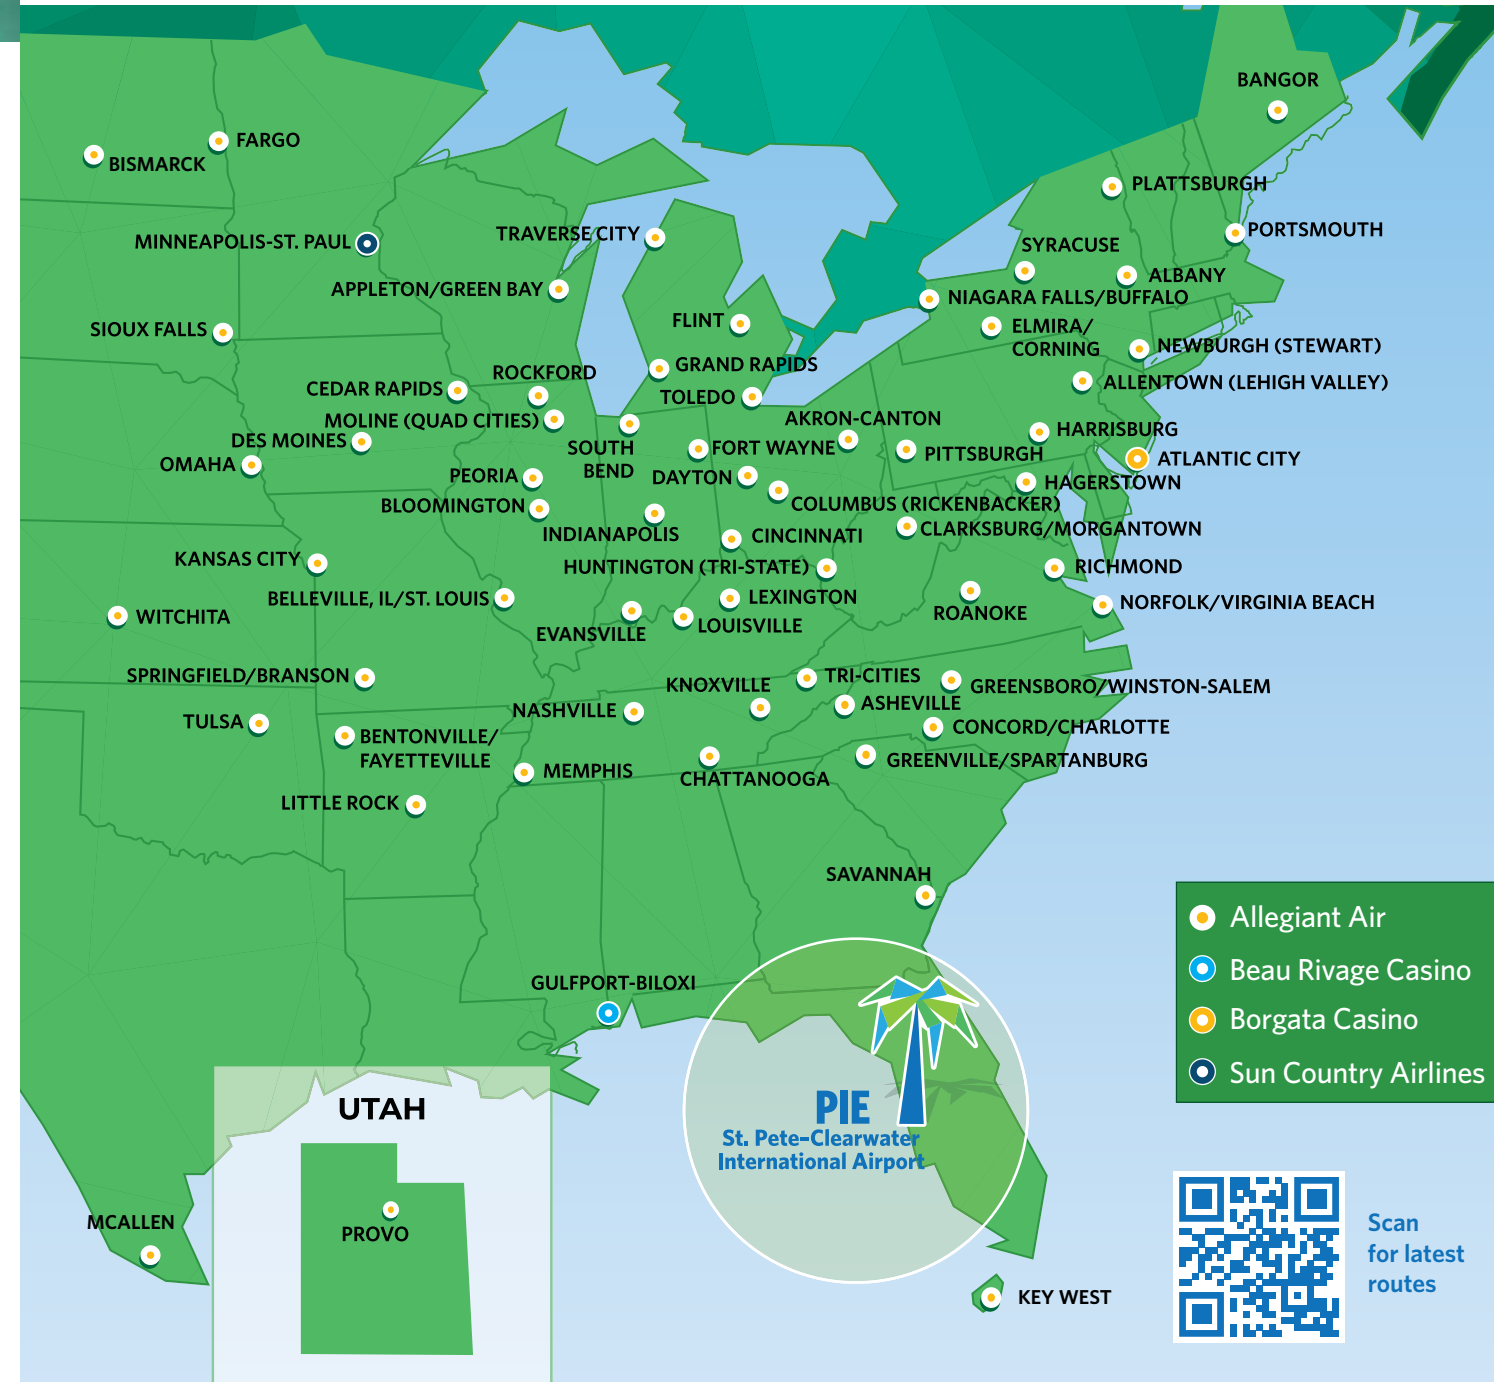 BANGOR
FARGO
BISMARCK
PLATTSBURGH
PORTSMOUTH
TRAVERSE CITY
MINNEAPOLIS-ST. PAUL
SYRACUSE
ALBANY
APPLETON/GREEN BAY
NIAGARA FALLS/BUFFALO
SIOUX FALLS
FLINT
ELMIRA/
CORNING
NEWBURGH (STEWART)
GRAND RAPIDS
ROCKFORD
CEDAR RAPIDS
TOLEDO
ALLENTOWN (LEHIGH VALLEY)
MOLINE (QUAD CITIES)
AKRON-CANTON
HARRISBURG
DES MOINES
SOUTH
BEND
FORT WAYNE
PITTSBURGH
ATLANTIC CITY
OMAHA
PEORIA
DAYTON
HAGERSTOWN
BLOOMINGTON
COLUMBUS (RICKENBACKER)
INDIANAPOLIS
CINCINNATI
CLARKSBURG/MORGANTOWN
KANSAS CITY
HUNTINGTON (TRI-STATE)
RICHMOND
BELLEVILLE, IL/ST. LOUIS
LEXINGTON
NORFOLK/VIRGINIA BEACH
WITCHITA
EVANSVILLE
LOUISVILLE
ROANOKE
SPRINGFIELD/BRANSON
KNOXVILLE
TRI-CITIES
GREENSBORO/WINSTON-SALEM
TULSA
NASHVILLE
ASHEVILLE
BENTONVILLE/
FAYETTEVILLE
CONCORD/CHARLOTTE
MEMPHIS
CHATTANOOGA
GREENVILLE/SPARTANBURG
LITTLE ROCK
SAVANNAH
Allegiant Air
Beau Rivage Casino
Borgata Casino
Sun Country Airlines
GULFPORT-BILOXI
PIE
St. Pete-Clearwater
International Airport
UTAH
PROVO
MCALLEN
KEY WEST
Scan
for latest
routes